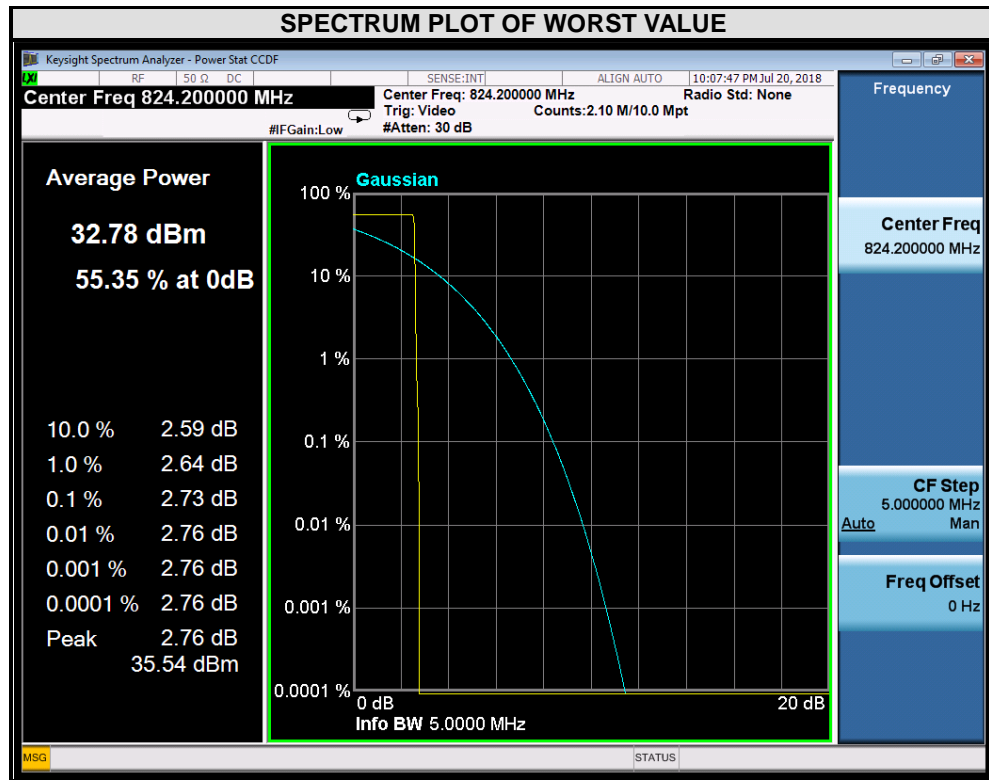 SPECTRUM PLOT OF WORST VALUE
Keysight Spectrum Analyzer - Power Stat CCDF
LXI RF 50 Ω DC SENSE:INT ALIGN AUTO 10:07:47 PM Jul 20, 2018
Center Freq 824.200000 MHz
Center Freq: 824.200000 MHz Radio Std: None
Trig: Video Counts:2.10 M/10.0 Mpt
#IFGain:Low #Atten: 30 dB
Frequency
Average Power
32.78 dBm
55.35 % at 0dB
10.0 % 2.59 dB
1.0 % 2.64 dB
0.1 % 2.73 dB
0.01 % 2.76 dB
0.001 % 2.76 dB
0.0001 % 2.76 dB
Peak 2.76 dB
35.54 dBm
Gaussian
100 %
10 %
1 %
0.1 %
0.01 %
0.001 %
0.0001 %
0 dB 20 dB
Info BW 5.0000 MHz
Center Freq
824.200000 MHz
CF Step
5.000000 MHz
Auto Man
Freq Offset
0 Hz
MSG STATUS